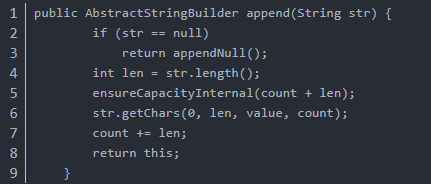 1 public AbstractStringBuilder append(String str) {
2         if (str == null)
3             return appendNull();
4         int len = str.length();
5         ensureCapacityInternal(count + len);
6         str.getChars(0, len, value, count);
7         count += len;
8         return this;
9     }